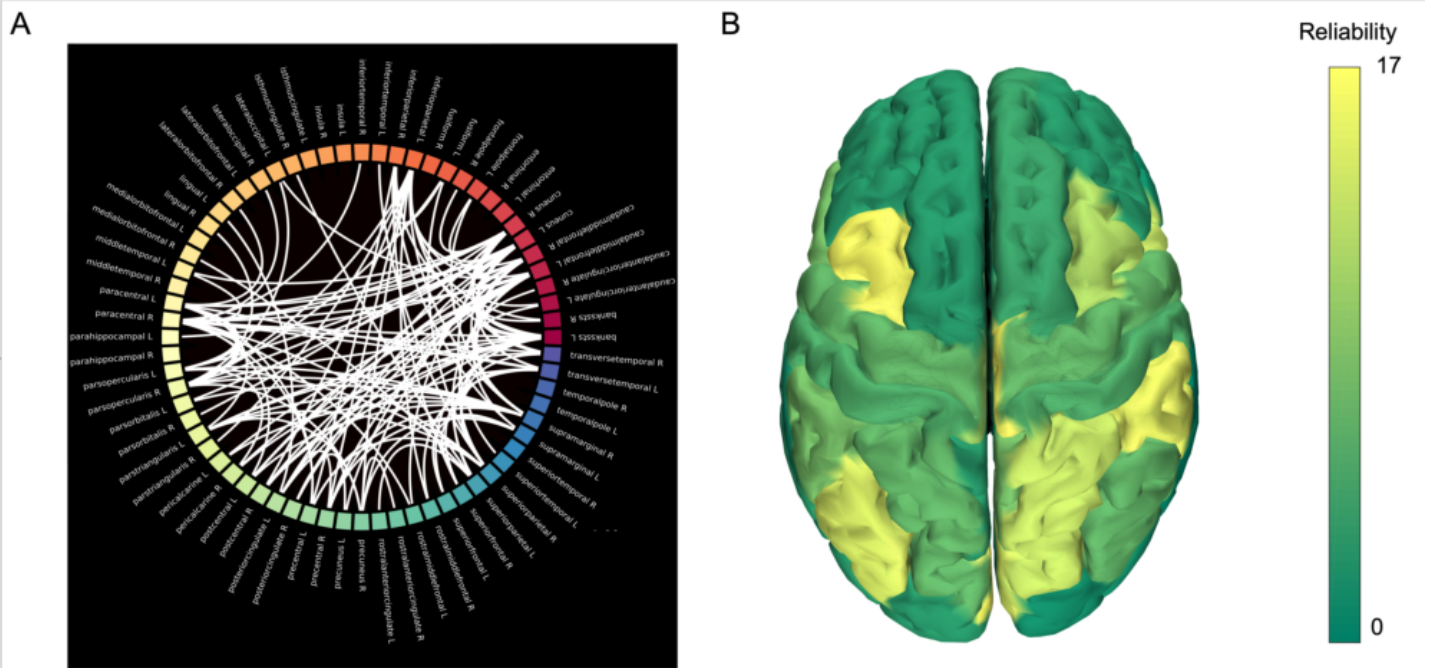 A
inferiortemporal R
inferiortemporal L
inferiorparietal R
inferiorparietal L
fusiform R
fusiform L
frontalpole R
frontalpole L
entorhinal R
entorhinal L
cuneus R
cuneus L
caudalmiddlefrontal R
caudalmiddlefrontal L
caudalanteriorcingulate R
caudalanteriorcingulate L
bankssts R
bankssts L
transversetemporal R
transversetemporal L
temporalpole R
temporalpole L
supramarginal R
supramarginal L
superiortemporal R
superiortemporal L
superiorparietal R
superiorparietal L
superiorfrontal R
superiorfrontal L
rostralmiddlefrontal R
rostralmiddlefrontal L
rostralanteriorcingulate R
rostralanteriorcingulate L
precuneus R
precuneus L
precentral R
precentral L
posteriorcingulate R
posteriorcingulate L
postcentral R
postcentral L
pericalcarine R
pericalcarine L
parstriangularis R
parstriangularis L
parsorbitalis R
parsorbitalis L
parsopercularis R
parsopercularis L
parahippocampal R
parahippocampal L
paracentral R
paracentral L
middletemporal R
middletemporal L
medialorbitofrontal R
medialorbitofrontal L
lingual R
lingual L
lateralorbitofrontal R
lateralorbitofrontal L
lateraloccipital R
lateraloccipital L
isthmuscingulate R
isthmuscingulate L
insula R
insula L
B
Reliability
17
0